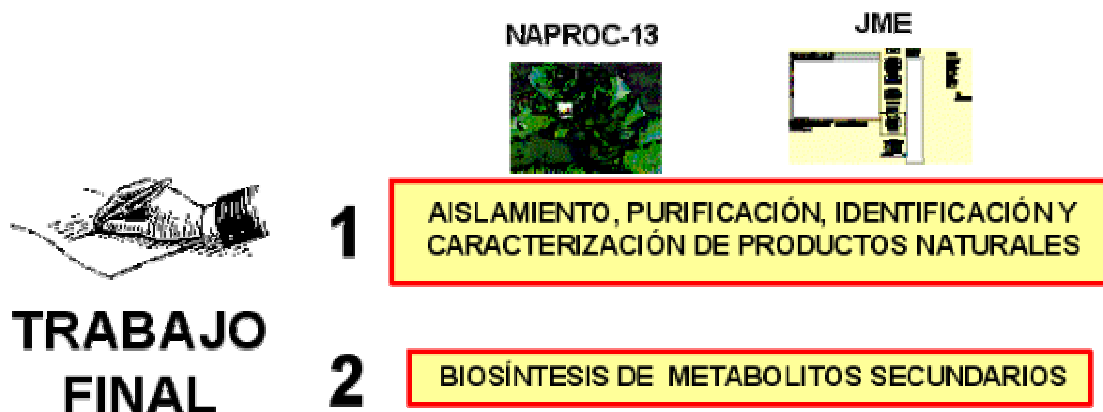 NAPROC-13
JME
1
AISLAMIENTO, PURIFICACIÓN, IDENTIFICACIÓN Y
CARACTERIZACIÓN DE PRODUCTOS NATURALES
TRABAJO
FINAL
2
BIOSÍNTESIS DE METABOLITOS SECUNDARIOS